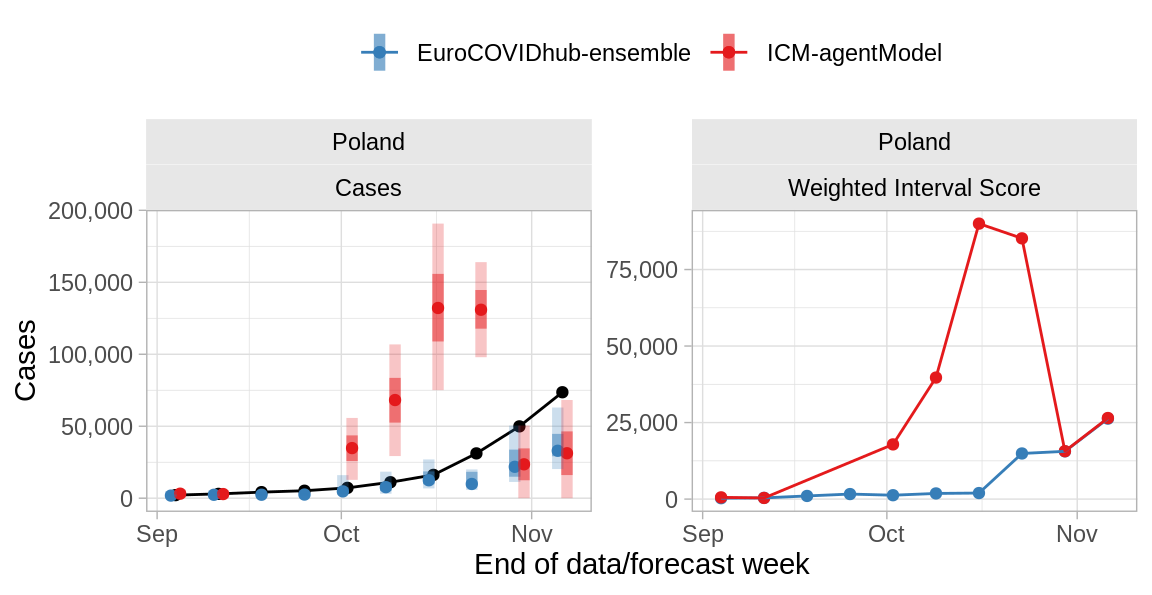 EuroCOVIDhub-ensemble ICM-agentModel
Poland Poland
Cases Weighted Interval Score
Cases
200,000
150,000
100,000
50,000
0
75,000
50,000
25,000
0
Sep Oct Nov Sep Oct Nov
End of data/forecast week